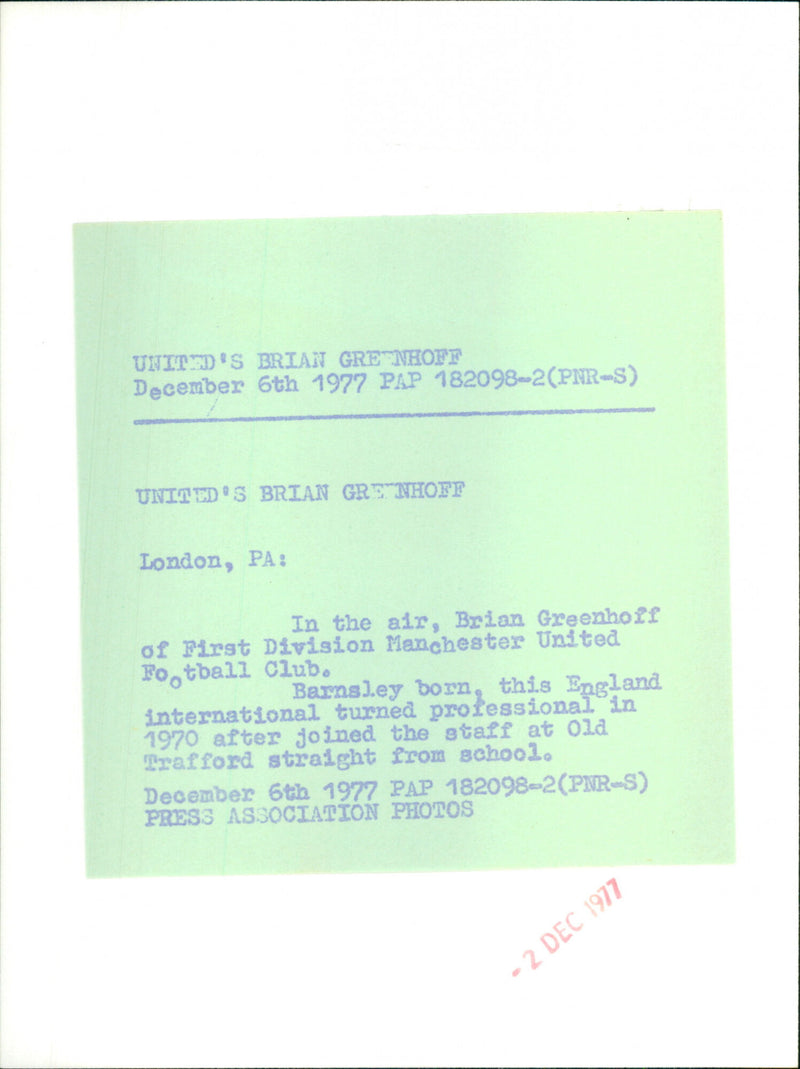 UNITED'S BRIAN GREENHOFF
December 6th 1977 PAP 182098-2(PNR-S)
UNITED'S BRIAN GREENHOFF
London, PA:
In the air, Brian Greenhoff
of First Division Manchester United
Football Club.
Barnsley born, this England
international turned professional in
1970 after joined the staff at Old
Trafford straight from school.
December 6th 1977 PAP 182098-2(PNR-S)
PRESS ASSOCIATION PHOTOS
- 2 DEC 1977